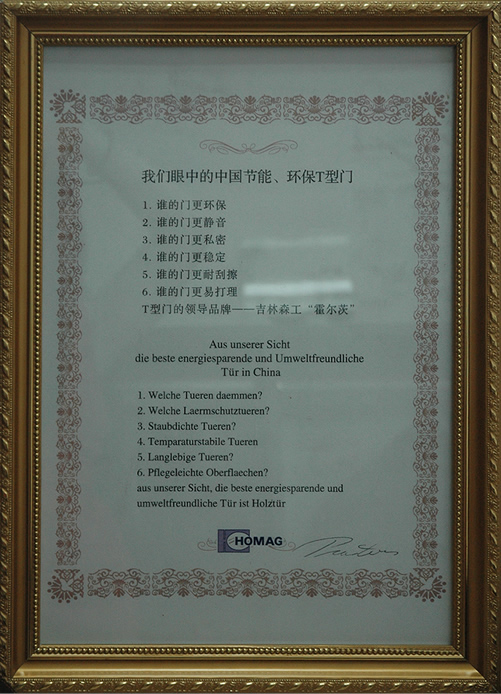 我们眼中的中国节能、环保T型门
1. 谁的门更环保
2. 谁的门更静音
3. 谁的门更私密
4. 谁的门更稳定
5. 谁的门更耐刮擦
6. 谁的门更易打理
T型门的领导品牌——吉林森工“霍尔茨”
Aus unserer Sicht
die beste energiesparende und Umweltfreundliche
Tür in China
1. Welche Tueren daemmen?
2. Welche Laermschutztueren?
3. Staubdichte Tueren?
4. Temparaturstabile Tueren
5. Langlebige Tueren?
6. Pflegeleichte Oberflaechen?
aus unserer Sicht, die beste energiesparende und
umweltfreundliche Tür ist Holztür
HOMAG